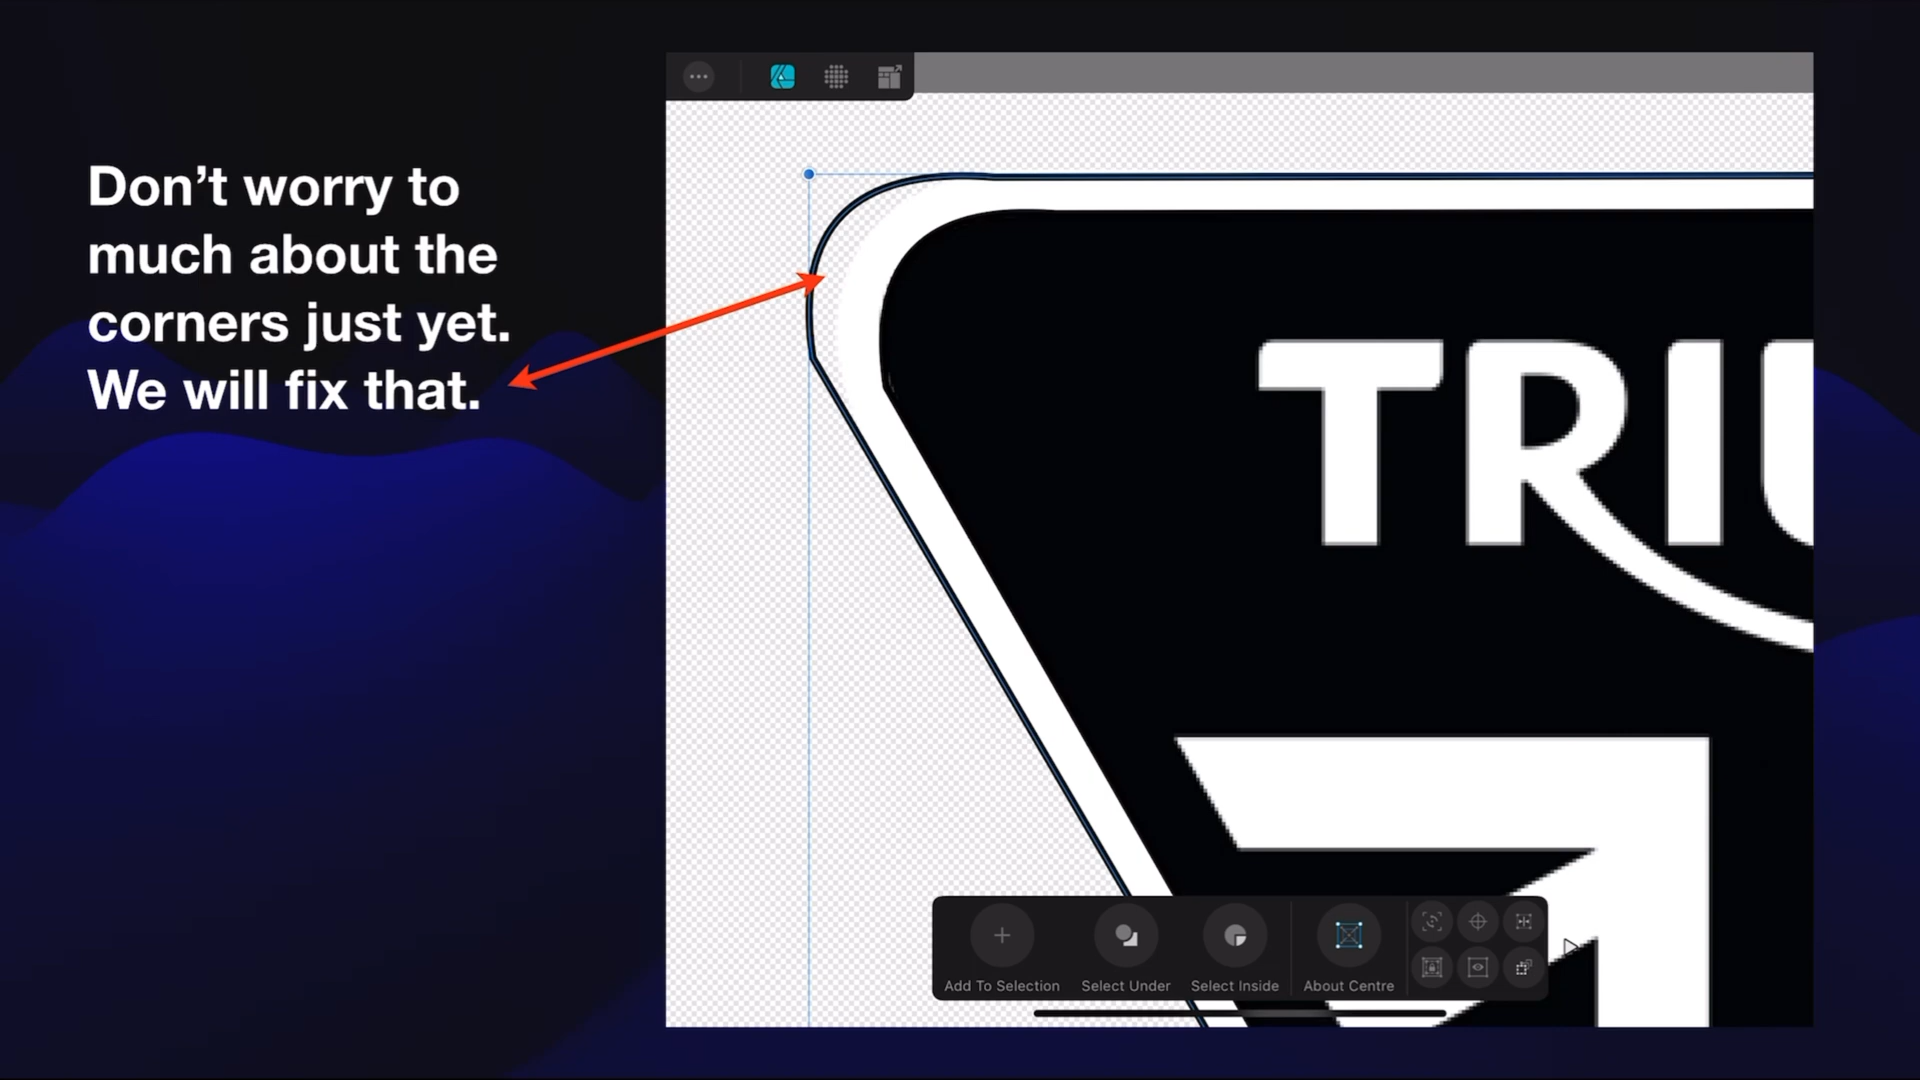 Don’t worry to
much about the
corners just yet.
We will fix that.
TRIU
Add To Selection
Select Under
Select Inside
About Centre